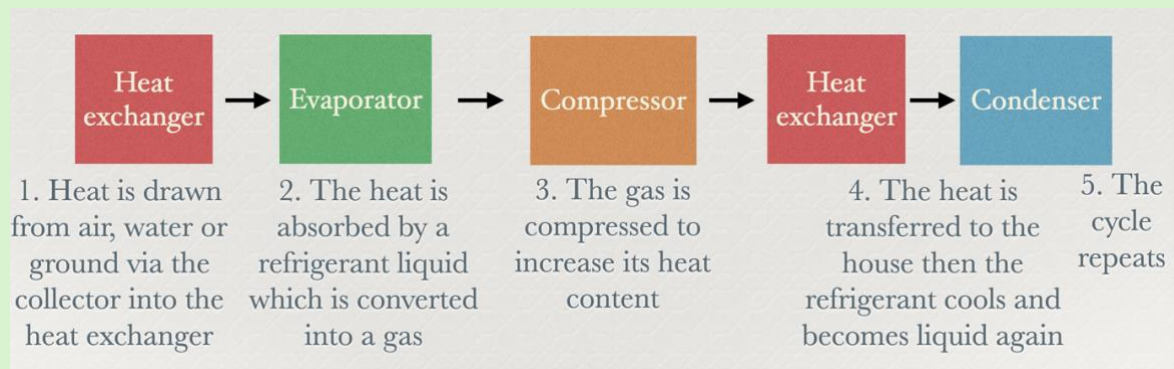 Heat
exchanger
Evaporator
Compressor
Heat
exchanger
Condenser
1. Heat is drawn
from air, water or
ground via the
collector into the
heat exchanger
2. The heat is
absorbed by a
refrigerant liquid
which is converted
into a gas
3. The gas is
compressed to
increase its heat
content
4. The heat is
transferred to the
house then the
refrigerant cools and
becomes liquid again
5. The
cycle
repeats